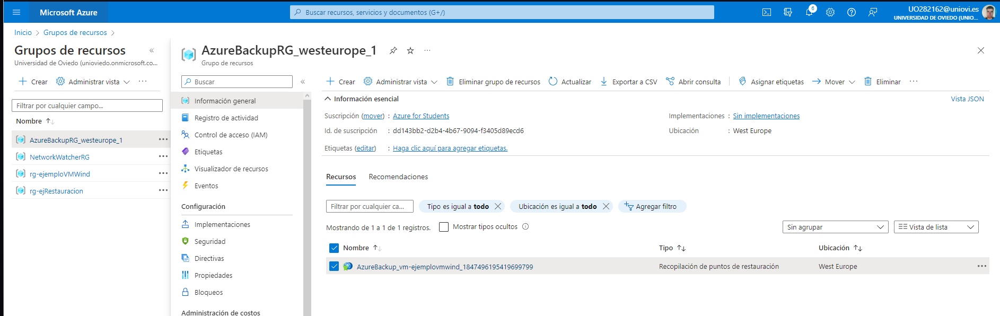 Microsoft Azure
Buscar recursos, servicios y documentos (G+/)
6
UO282162@uniovi.es
UNIVERSIDAD DE OVIEDO (UNIO...
Inicio > Grupos de recursos >
Grupos de recursos «
Universidad de Oviedo (unioviedo.onmicrosoft.co...
Crear Administrar vista ...
Filtrar por cualquier campo...
Nombre
AzureBackupRG_westeurope_1 ...
NetworkWatcherRG ...
rg-ejemploVMWind ...
rg-ejRestauracion ...
AzureBackupRG_westeurope_1 ...
Grupo de recursos
Buscar «
Información general
Registro de actividad
Control de acceso (IAM)
Etiquetas
Visualizador de recursos
Eventos
Configuración
Implementaciones
Seguridad
Directivas
Propiedades
Bloqueos
Administración de costos
Crear Administrar vista Eliminar grupo de recursos Actualizar Exportar a CSV Abrir consulta Asignar etiquetas Mover Eliminar ...
Información esencial Vista JSON
Suscripción (mover) : Azure for Students Implementaciones : Sin implementaciones
Id. de suscripción : dd143bb2-d2b4-4b67-9094-f3405d89ecd6 Ubicación : West Europe
Etiquetas (editar) : Haga clic aquí para agregar etiquetas.
Recursos Recomendaciones
Filtrar por cualquier ca... Tipo es igual a todo Ubicación es igual a todo Agregar filtro
Mostrando de 1 a 1 de 1 registros. Mostrar tipos ocultos
Sin agrupar Vista de lista
Nombre Tipo Ubicación
AzureBackup_vm-ejemplovmwind_1847496195419699799 Recopilación de puntos de restauración West Europe ...